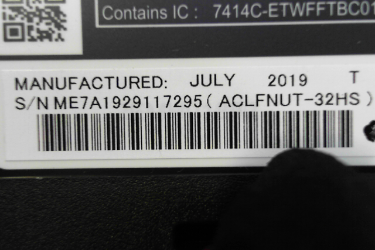 Contains IC : 7414C-ETWFFTBC01
MANUFACTURED: JULY 2019 T
S/N ME7A1929117295 ( ACLFNUT-32HS )